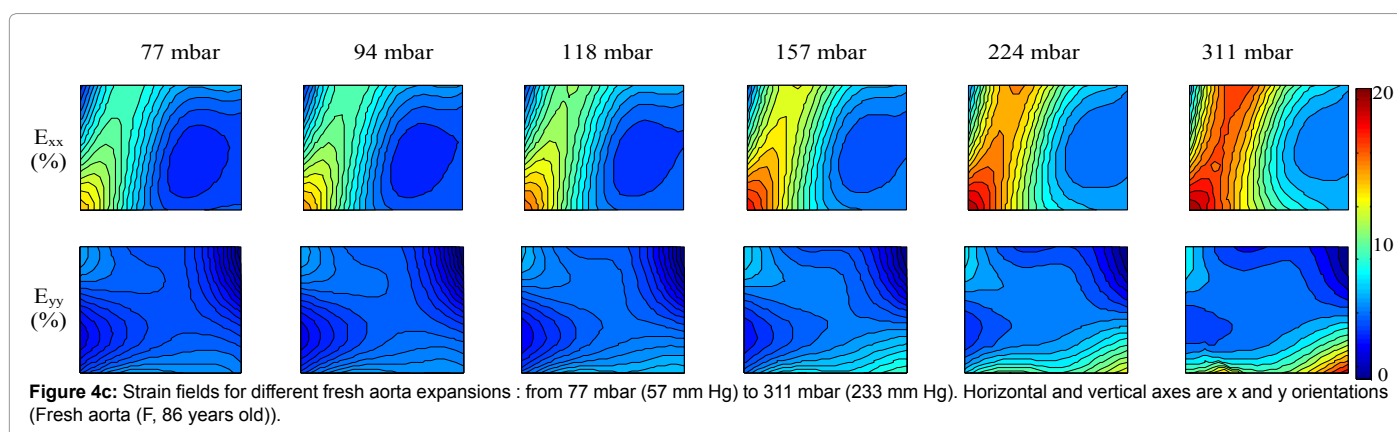 77 mbar 94 mbar 118 mbar 157 mbar 224 mbar 311 mbar
Exx
(%)
20
10
Eyy
(%)
0
Figure 4c: Strain fields for different fresh aorta expansions : from 77 mbar (57 mm Hg) to 311 mbar (233 mm Hg). Horizontal and vertical axes are x and y orientations
(Fresh aorta (F, 86 years old)).